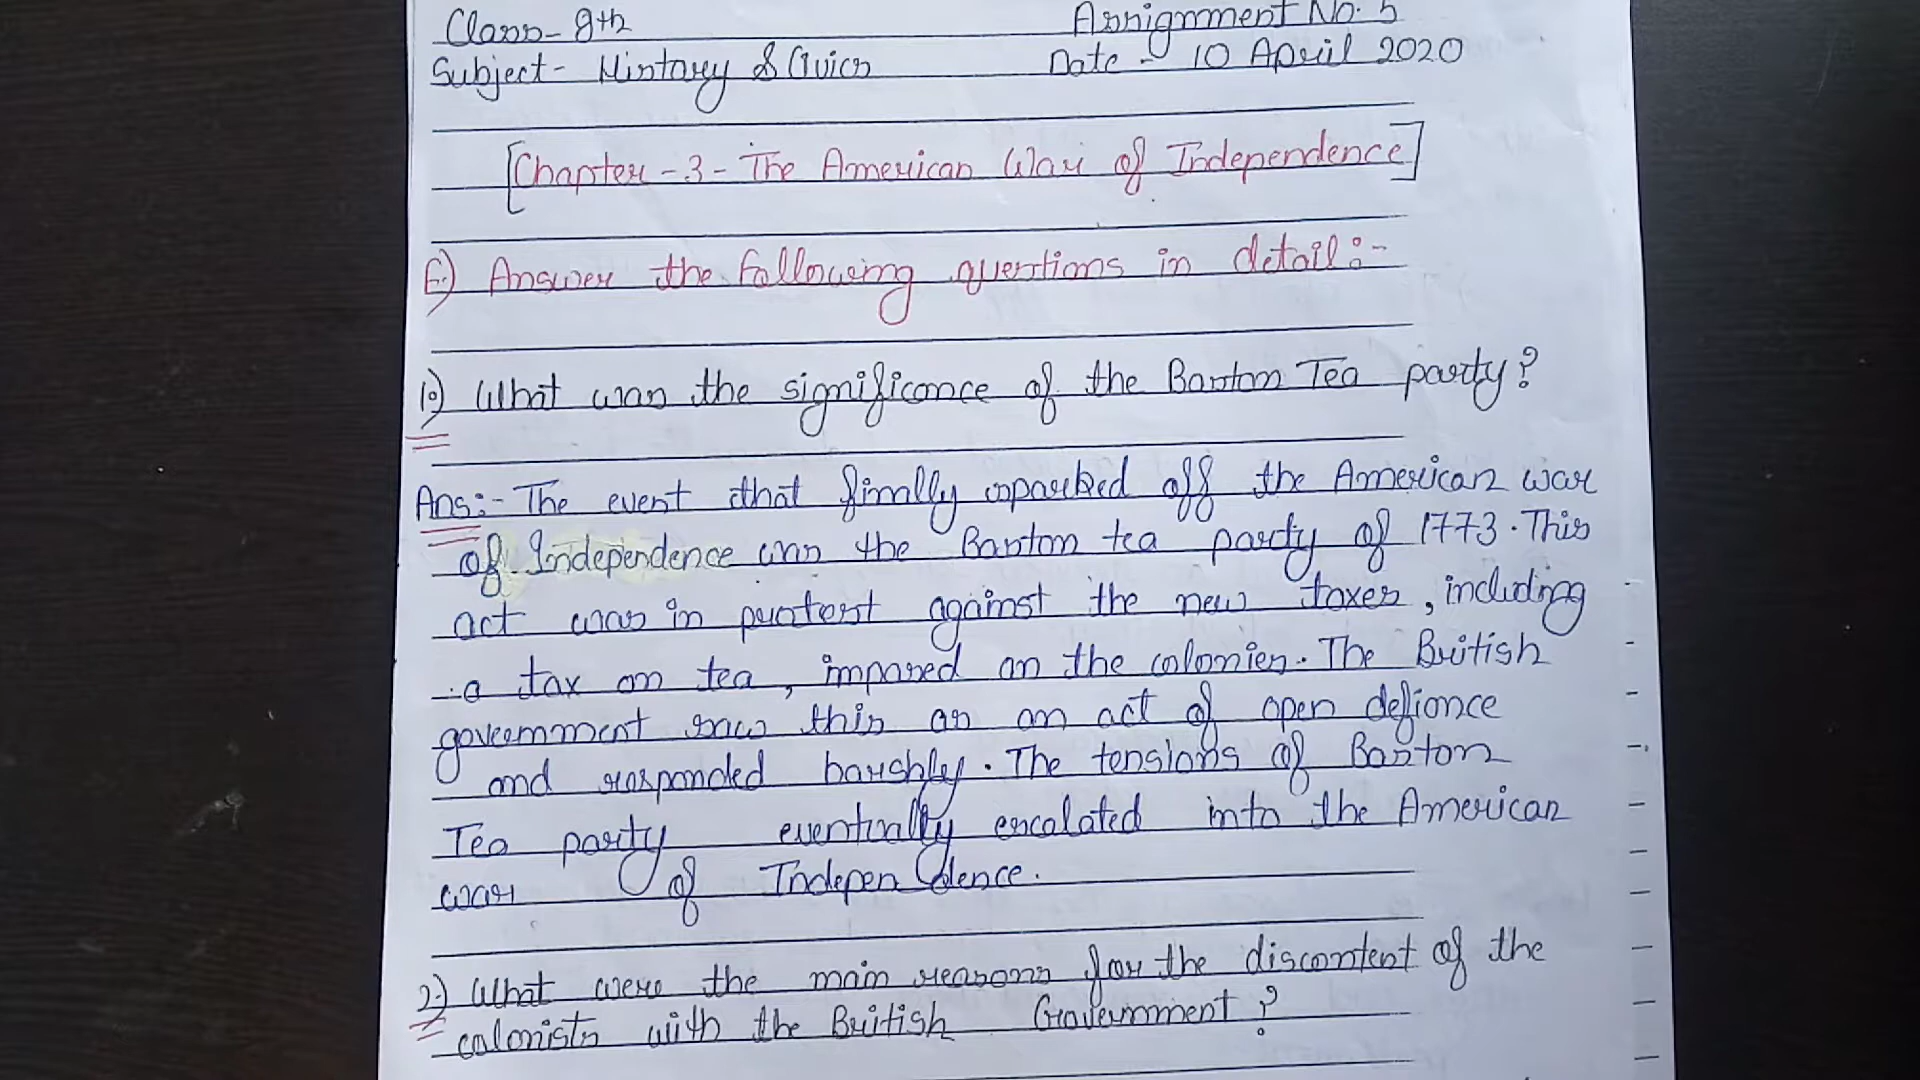 Class- 8th Assignment No. 5
Subject- History & Civics Date - 10 April 2020
[Chapter -3- The American War of Independence]
E) Answer the following questions in detail:-
1.) What was the significance of the Boston Tea party?
Ans:- The event that finally sparked off the American war
of Independence was the Boston tea party of 1773. This
act was in protest against the new taxes, including
a tax on tea, imposed on the colonies. The British
government saw this as an act of open defiance
and responded harshly. The tensions of Boston
Tea party eventually escalated into the American
war of Independence.
2.) What were the main reasons for the discontent of the
colonists with the British Government?